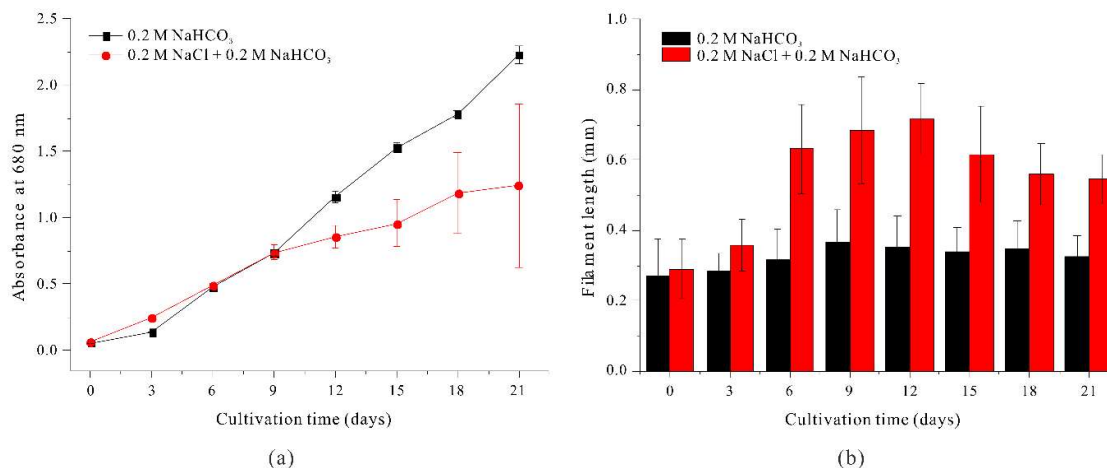 (a)
0.2 M NaHCO₃
0.2 M NaCl + 0.2 M NaHCO₃
Absorbance at 680 nm
2.5
2.0
1.5
1.0
0.5
0.0
0 3 6 9 12 15 18 21
Cultivation time (days)
(a)
(b)
0.2 M NaHCO₃
0.2 M NaCl + 0.2 M NaHCO₃
Filament length (mm)
1.0
0.8
0.6
0.4
0.2
0.0
0 3 6 9 12 15 18 21
Cultivation time (days)
(b)